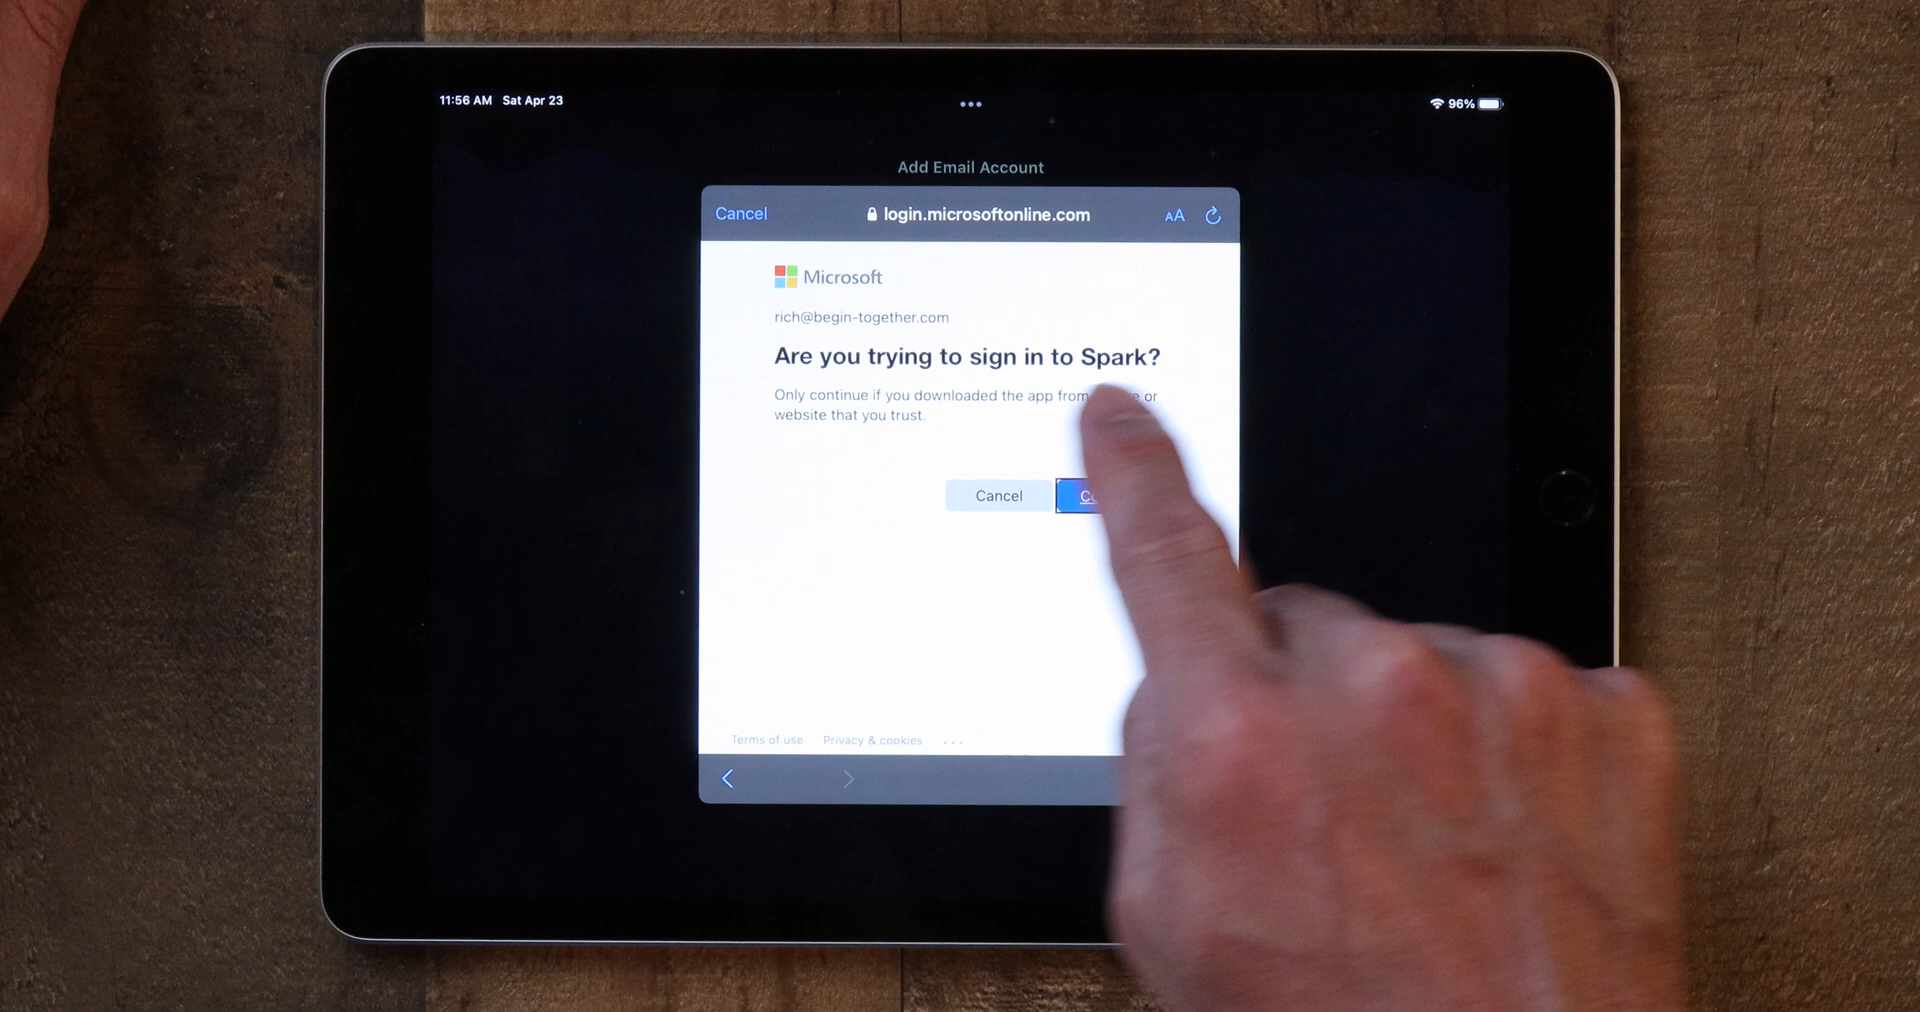 11:56 AM Sat Apr 23
96%
Add Email Account
Cancel
login.microsoftonline.com
AA
Microsoft
rich@begin-together.com
Are you trying to sign in to Spark?
Only continue if you downloaded the app from or
website that you trust.
Cancel
Terms of use Privacy & cookies ...